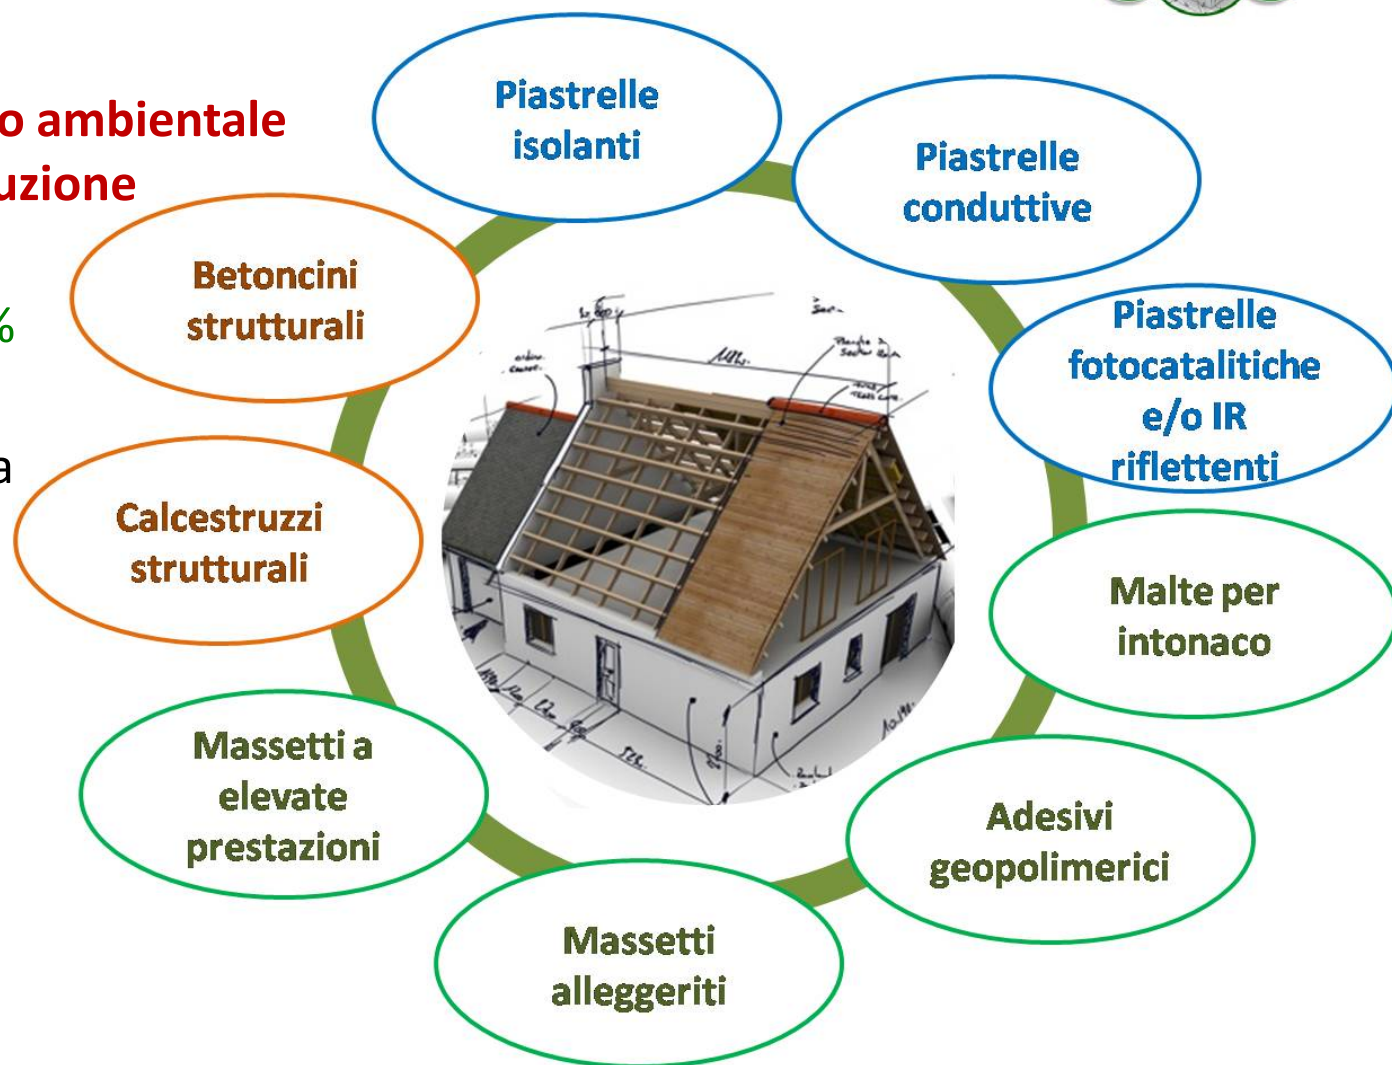 o ambientale
uzione
%
a
Piastrelle
isolanti
Piastrelle
conduttive
Piastrelle
fotocatalitiche
e/o IR
riflettenti
Malte per
intonaco
Adesivi
geopolimerici
Massetti
alleggeriti
Massetti a
elevate
prestazioni
Calcestruzzi
strutturali
Betoncini
strutturali